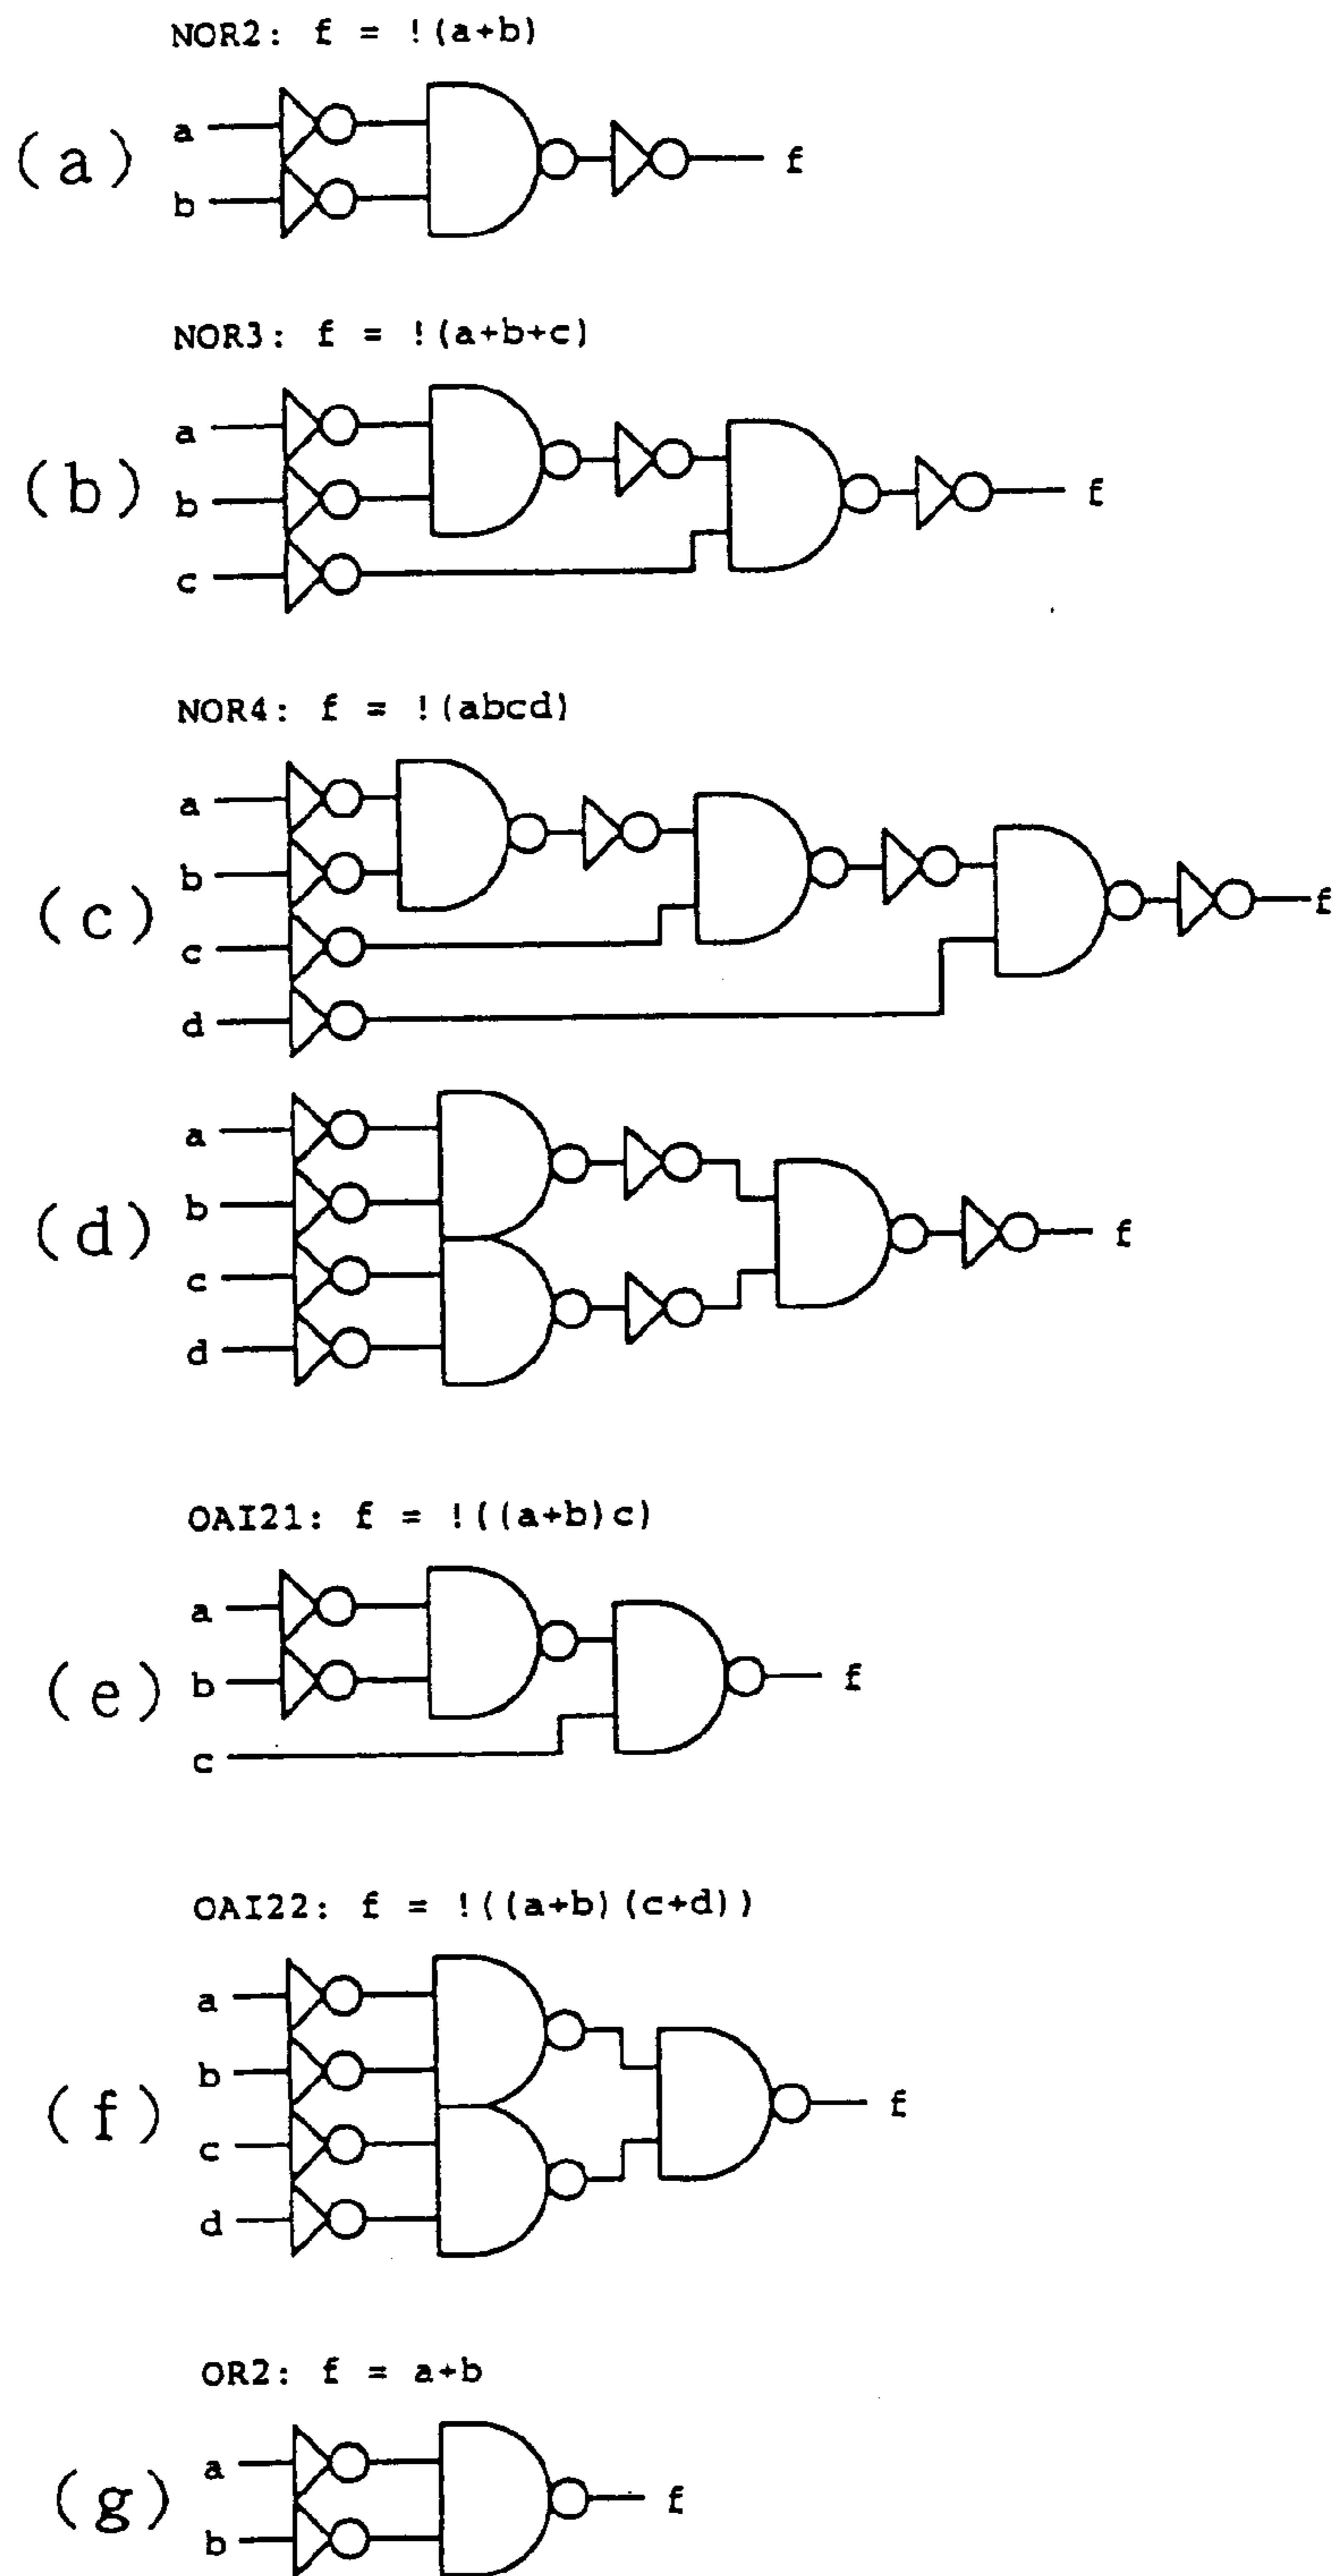 NOR2: f = !(a+b)
(a)
a
b
f
NOR3: f = !(a+b+c)
(b)
a
b
c
f
NOR4: f = !(abcd)
(c)
a
b
c
d
f
(d)
a
b
c
d
f
OAI21: f = !((a+b)c)
(e)
a
b
c
f
OAI22: f = !((a+b)(c+d))
(f)
a
b
c
d
f
OR2: f = a+b
(g)
a
b
f